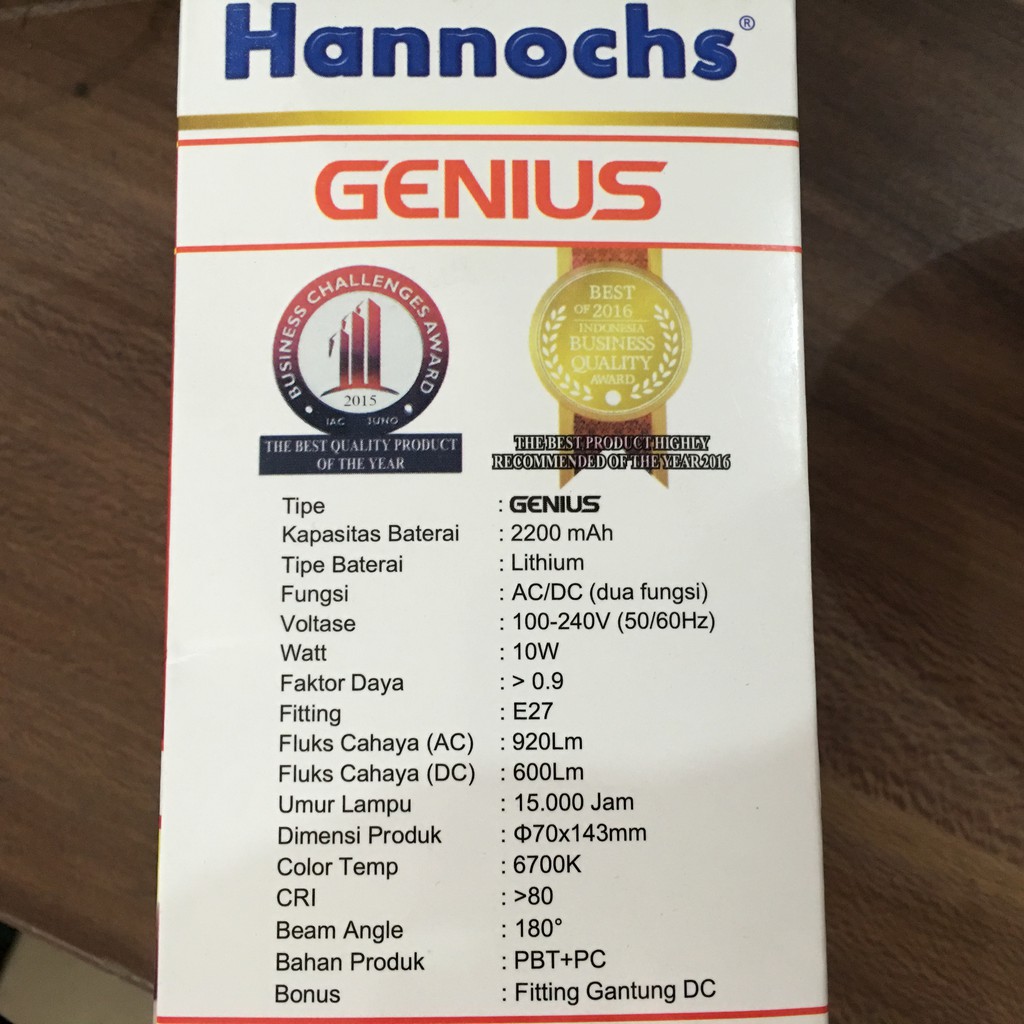 Hannochs®
GENIUS
BUSINESS CHALLENGES AWARD
2015
IAC JUNO
THE BEST QUALITY PRODUCT
OF THE YEAR
BEST
OF 2016
INDONESIA
BUSINESS
QUALITY
AWARD
THE BEST PRODUCT HIGHLY
RECOMMENDED OF THE YEAR 2016
Tipe : GENIUS
Kapasitas Baterai : 2200 mAh
Tipe Baterai : Lithium
Fungsi : AC/DC (dua fungsi)
Voltase : 100-240V (50/60Hz)
Watt : 10W
Faktor Daya : > 0.9
Fitting : E27
Fluks Cahaya (AC) : 920Lm
Fluks Cahaya (DC) : 600Lm
Umur Lampu : 15.000 Jam
Dimensi Produk : Φ70x143mm
Color Temp : 6700K
CRI : >80
Beam Angle : 180°
Bahan Produk : PBT+PC
Bonus : Fitting Gantung DC